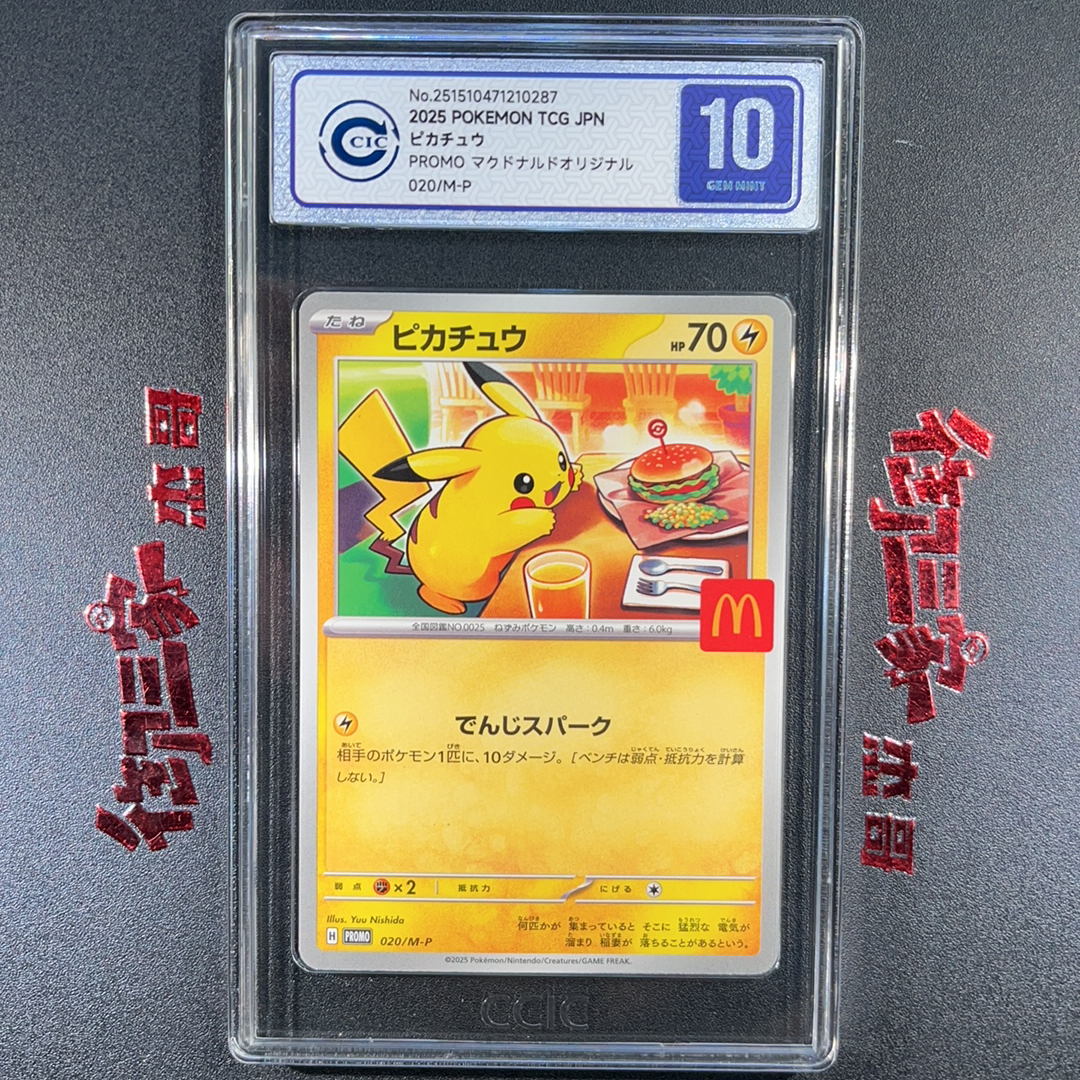 No.251510471210287
2025 POKEMON TCG JPN
ピカチュウ
PROMO マクドナルドオリジナル
020/M-P
CCIC
10
GEM MINT
たね
ピカチュウ
HP70
全国図鑑NO.0025 ねずみポケモン 高さ:0.4m 重さ:6.0kg
でんじスパーク
相手のポケモン1匹に、10ダメージ。[ベンチは弱点・抵抗力を計算
しない。]
弱点 ×2 抵抗力 にげる
Illus. Yuu Nishida
H PROMO 020/M-P
何匹かが 集まっていると そこに 猛烈な 電気が
溜まり 稲妻が 落ちることがあるという。
©2025 Pokémon/Nintendo/Creatures/GAME FREAK.
CCIC
杰哥
杰哥